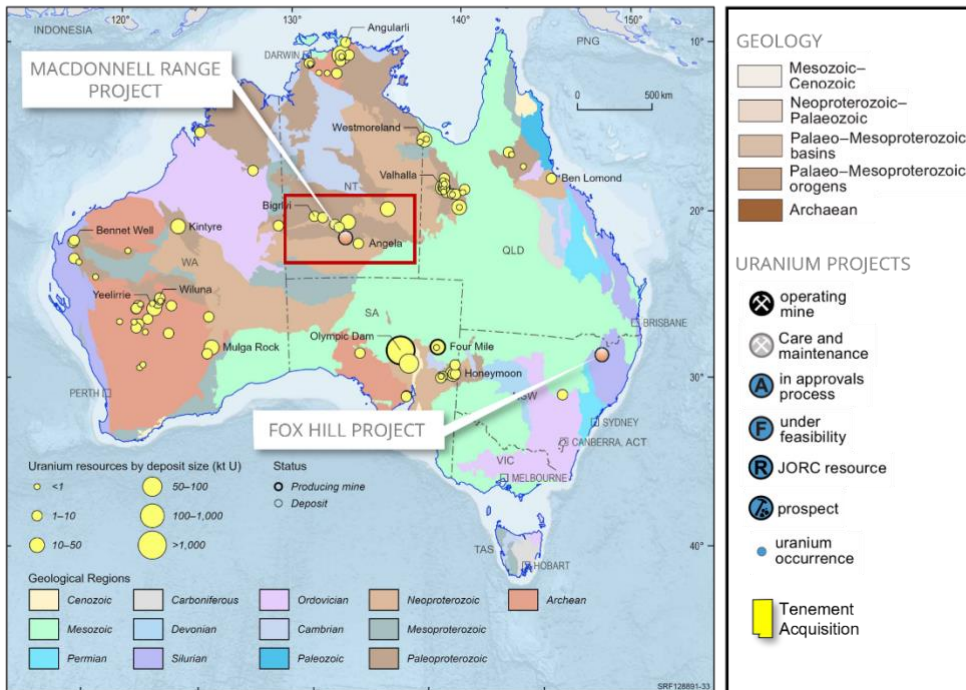 120°
130°
140°
150°
INDONESIA
PNG
10°
10°
DARWIN
Angularli
MACDONNELL RANGE
PROJECT
0
500 km
Westmoreland
Valhalla
Ben Lomond
NT
Bigrlyi
20°
20°
Bennet Well
Kintyre
Angela
QLD
WA
Wiluna
Yeelirrie
SA
Olympic Dam
Four Mile
BRISBANE
Mulga Rock
Honeymoon
30°
30°
PERTH
NSW
FOX HILL PROJECT
SYDNEY
CANBERRA, ACT
VIC
MELBOURNE
40°
40°
TAS
HOBART
Uranium resources by deposit size (kt U)
<1
1–10
10–50
50–100
100–1,000
>1,000
Status
Producing mine
Deposit
Geological Regions
Cenozoic
Carboniferous
Ordovician
Neoproterozoic
Archean
Mesozoic
Devonian
Cambrian
Mesoproterozoic
Permian
Silurian
Paleozoic
Paleoproterozoic
SRF128891-33
GEOLOGY
Mesozoic–
Cenozoic
Neoproterozoic–
Palaeozoic
Palaeo–Mesoproterozoic
basins
Palaeo–Mesoproterozoic
orogens
Archaean
URANIUM PROJECTS
operating
mine
Care and
maintenance
A
in approvals
process
F
under
feasibility
R
JORC resource
prospect
uranium
occurrence
Tenement
Acquisition